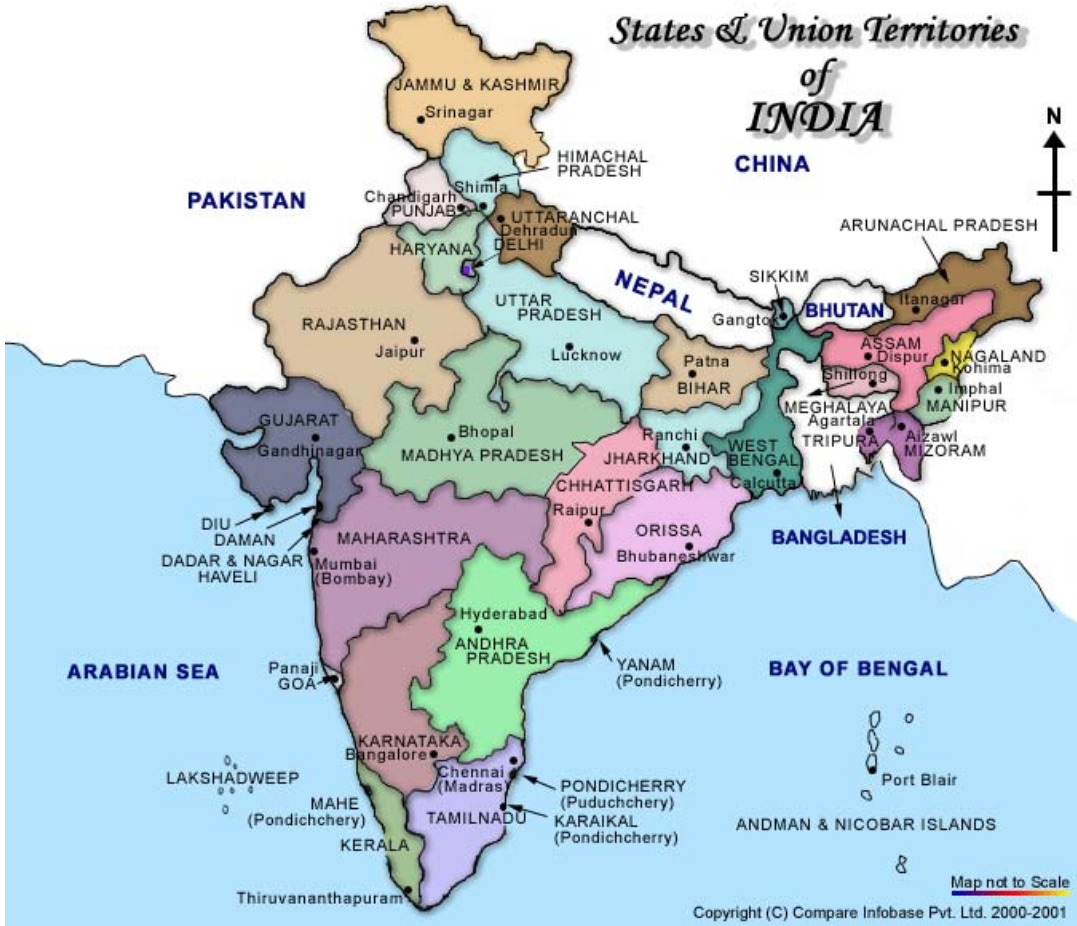 States & Union Territories
of
INDIA
N
CHINA
PAKISTAN
JAMMU & KASHMIR
Srinagar
HIMACHAL
PRADESH
Shimla
Chandigarh
PUNJAB
UTTARANCHAL
Dehradun
DELHI
HARYANA
ARUNACHAL PRADESH
SIKKIM
NEPAL
BHUTAN
Itanagar
Gangtok
UTTAR
PRADESH
RAJASTHAN
Jaipur
Lucknow
Patna
BIHAR
ASSAM
Dispur
NAGALAND
Kohima
Shillong
Imphal
MANIPUR
MEGHALAYA
Agartala
TRIPURA
Aizawl
MIZORAM
GUJARAT
Gandhinagar
Bhopal
MADHYA PRADESH
Ranchi
JHARKHAND
WEST
BENGAL
Calcutta
CHHATTISGARH
Raipur
ORISSA
Bhubaneshwar
BANGLADESH
DIU
DAMAN
DADAR & NAGAR
HAVELI
MAHARASHTRA
Mumbai
(Bombay)
Hyderabad
ANDHRA
PRADESH
YANAM
(Pondicherry)
ARABIAN SEA
BAY OF BENGAL
Panaji
GOA
KARNATAKA
Bangalore
LAKSHADWEEP
Chennai
(Madras)
PONDICHERRY
(Puduchchery)
MAHE
(Pondichchery)
KARAIKAL
(Pondichcherry)
TAMILNADU
KERALA
Thiruvananthapuram
Port Blair
ANDMAN & NICOBAR ISLANDS
Map not to Scale
Copyright (C) Compare Infobase Pvt. Ltd. 2000-2001